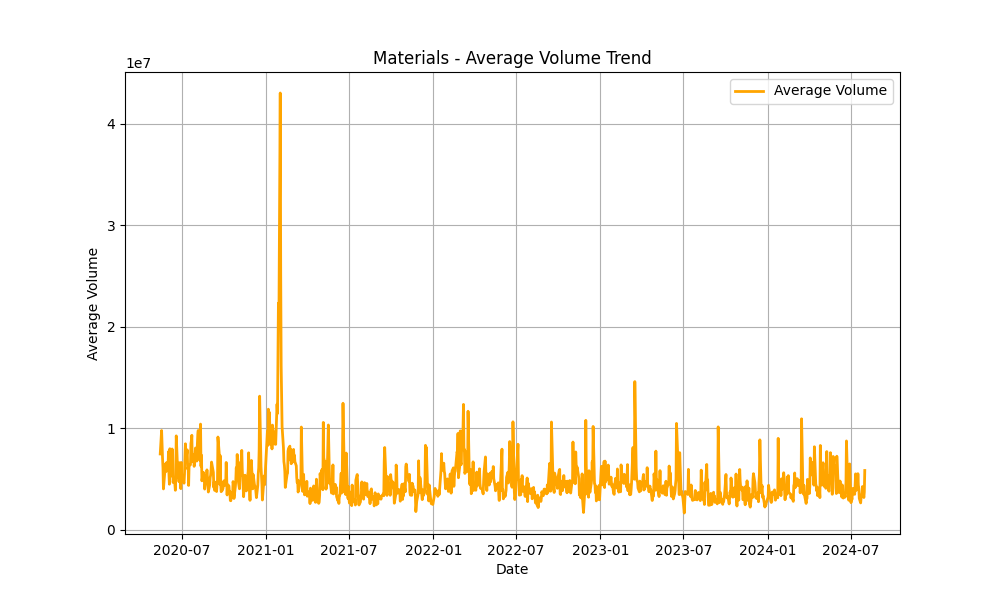 Materials - Average Volume Trend
1e7
Average Volume
4
3
2
1
0
Average Volume
2020-07 2021-01 2021-07 2022-01 2022-07 2023-01 2023-07 2024-01 2024-07
Date